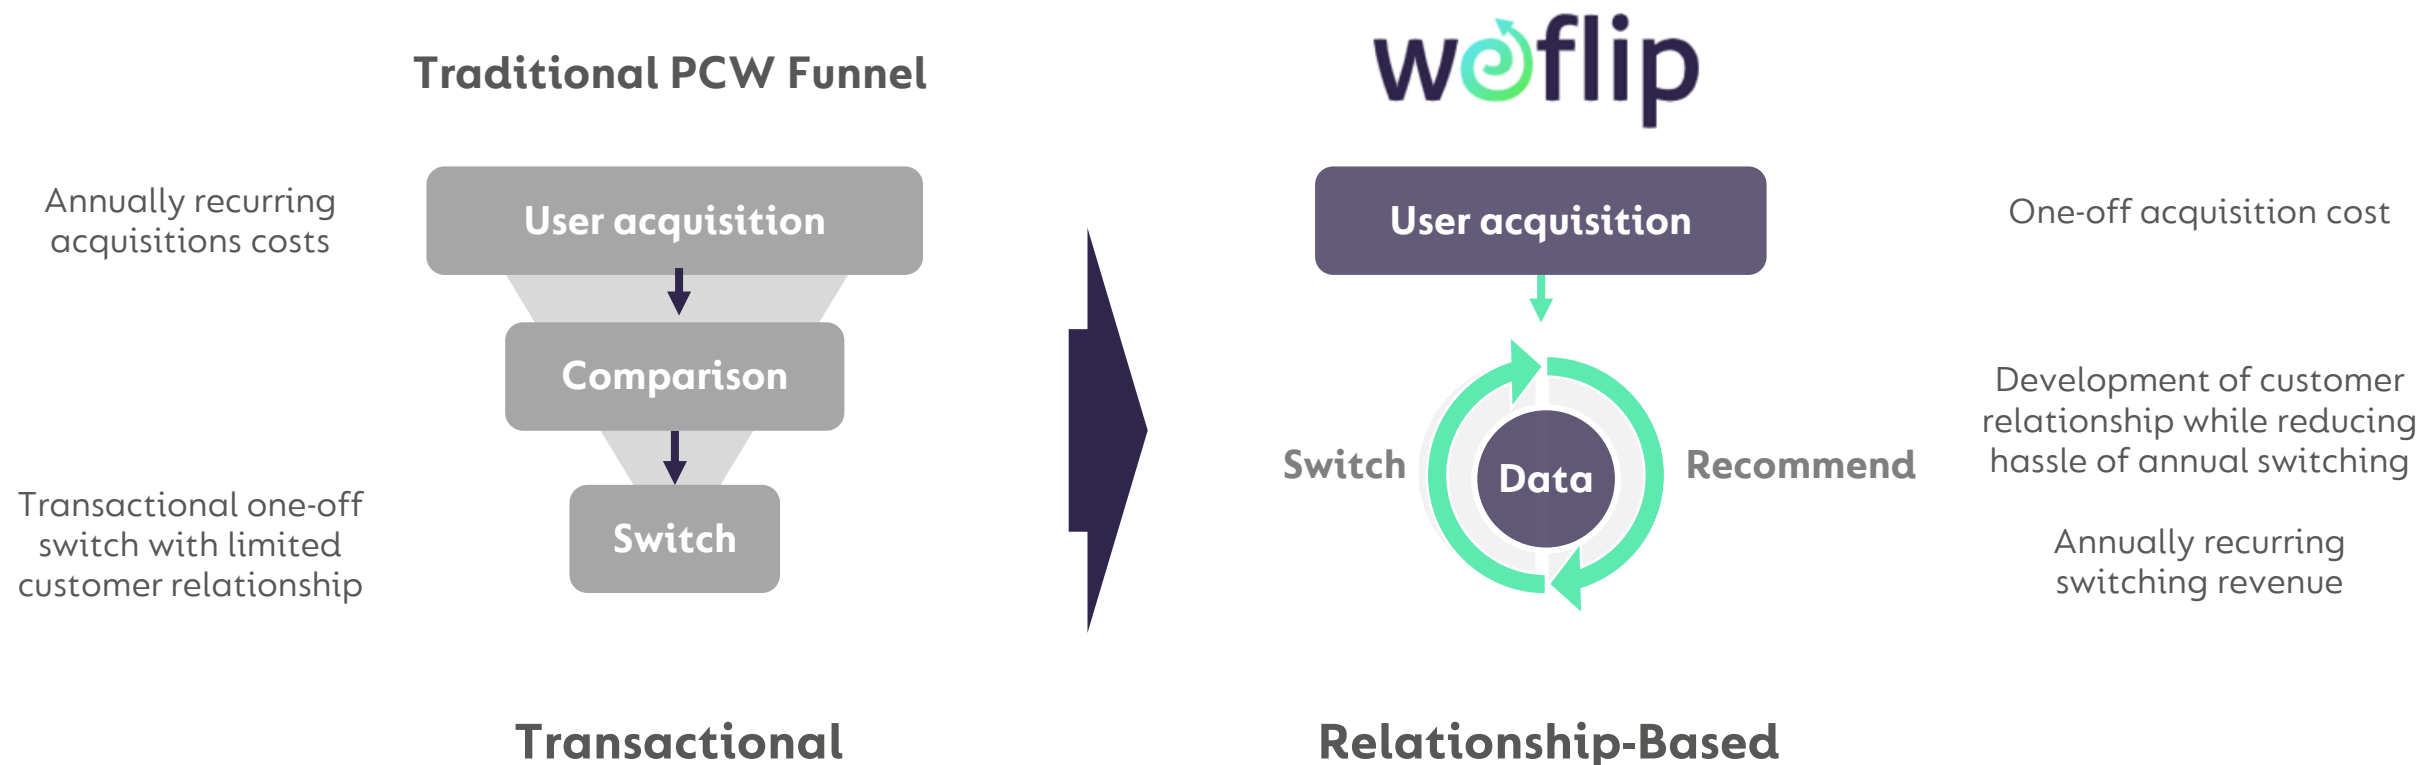 Traditional PCW Funnel
Annually recurring
acquisitions costs
User acquisition
Comparison
Transactional one-off
switch with limited
customer relationship
Switch
Transactional
weflip
User acquisition
One-off acquisition cost
Switch
Data
Recommend
Development of customer
relationship while reducing
hassle of annual switching
Annually recurring
switching revenue
Relationship-Based